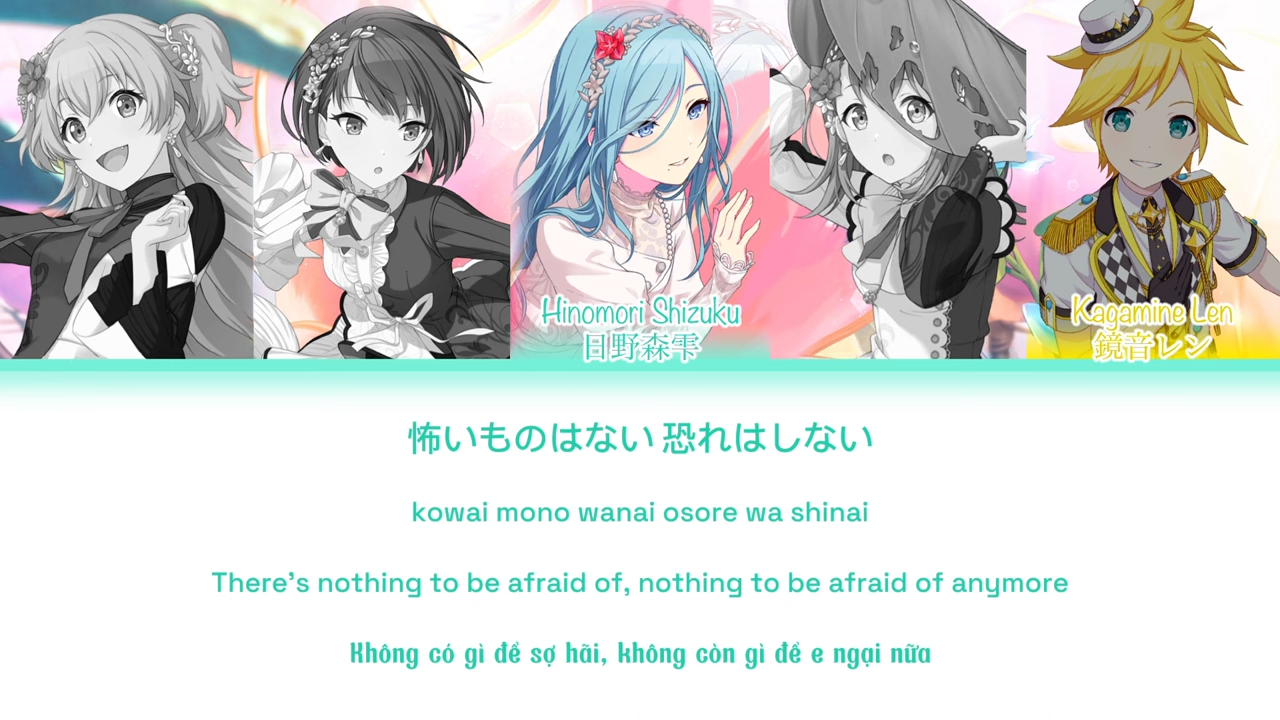 Hinomori Shizuku
日野森雫
Kagamine Len
鏡音レン
怖いものはない 恐れはしない
kowai mono wanai osore wa shinai
There's nothing to be afraid of, nothing to be afraid of anymore
Không có gì để sợ hãi, không còn gì để e ngại nữa